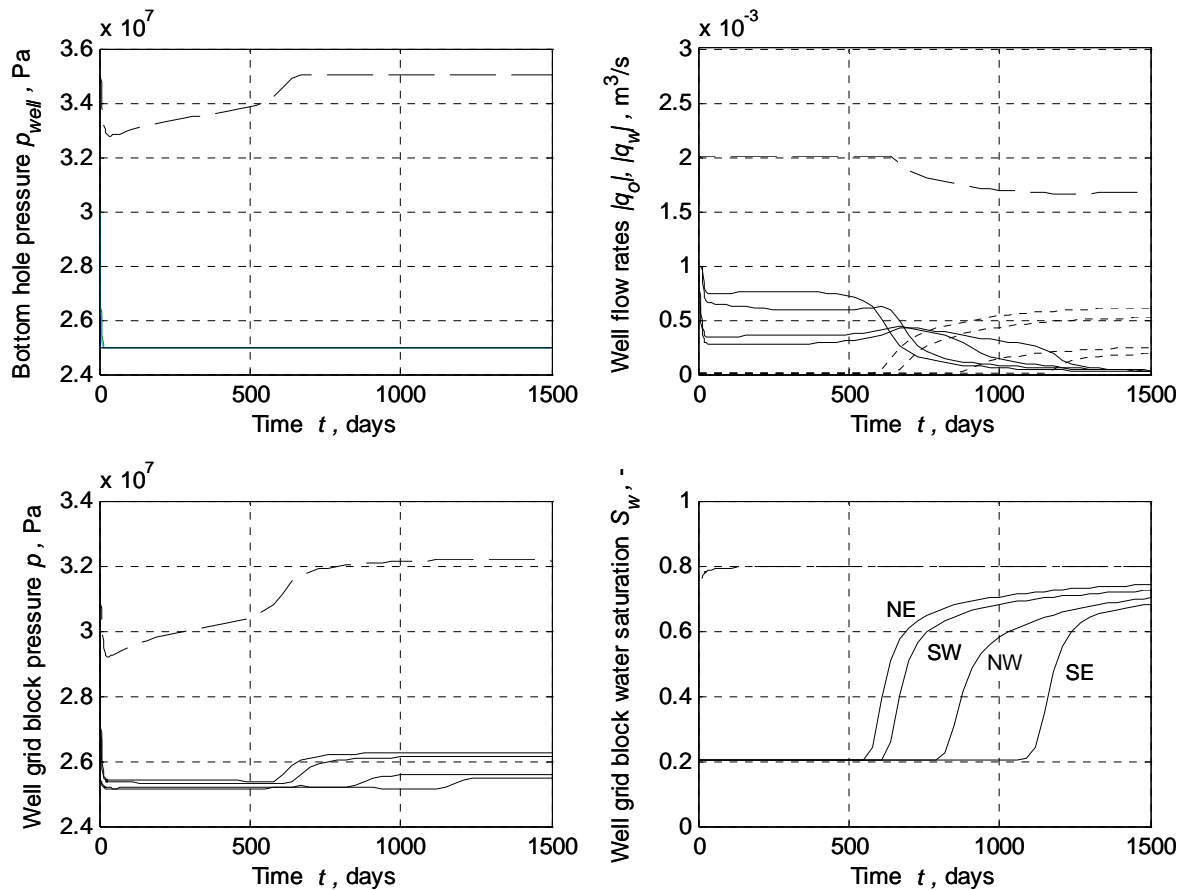 x 10^7
3.6
3.4
3.2
3
2.8
2.6
2.4
0
500
1000
1500
Time t , days
Bottom hole pressure p_well , Pa
x 10^-3
3
2.5
2
1.5
1
0.5
0
0
500
1000
1500
Time t , days
Well flow rates |q_o|, |q_w| , m^3/s
x 10^7
3.4
3.2
3
2.8
2.6
2.4
0
500
1000
1500
Time t , days
Well grid block pressure p , Pa
1
0.8
0.6
0.4
0.2
0
0
500
1000
1500
Time t , days
Well grid block water saturation S_w , -
NE
SW
NW
SE